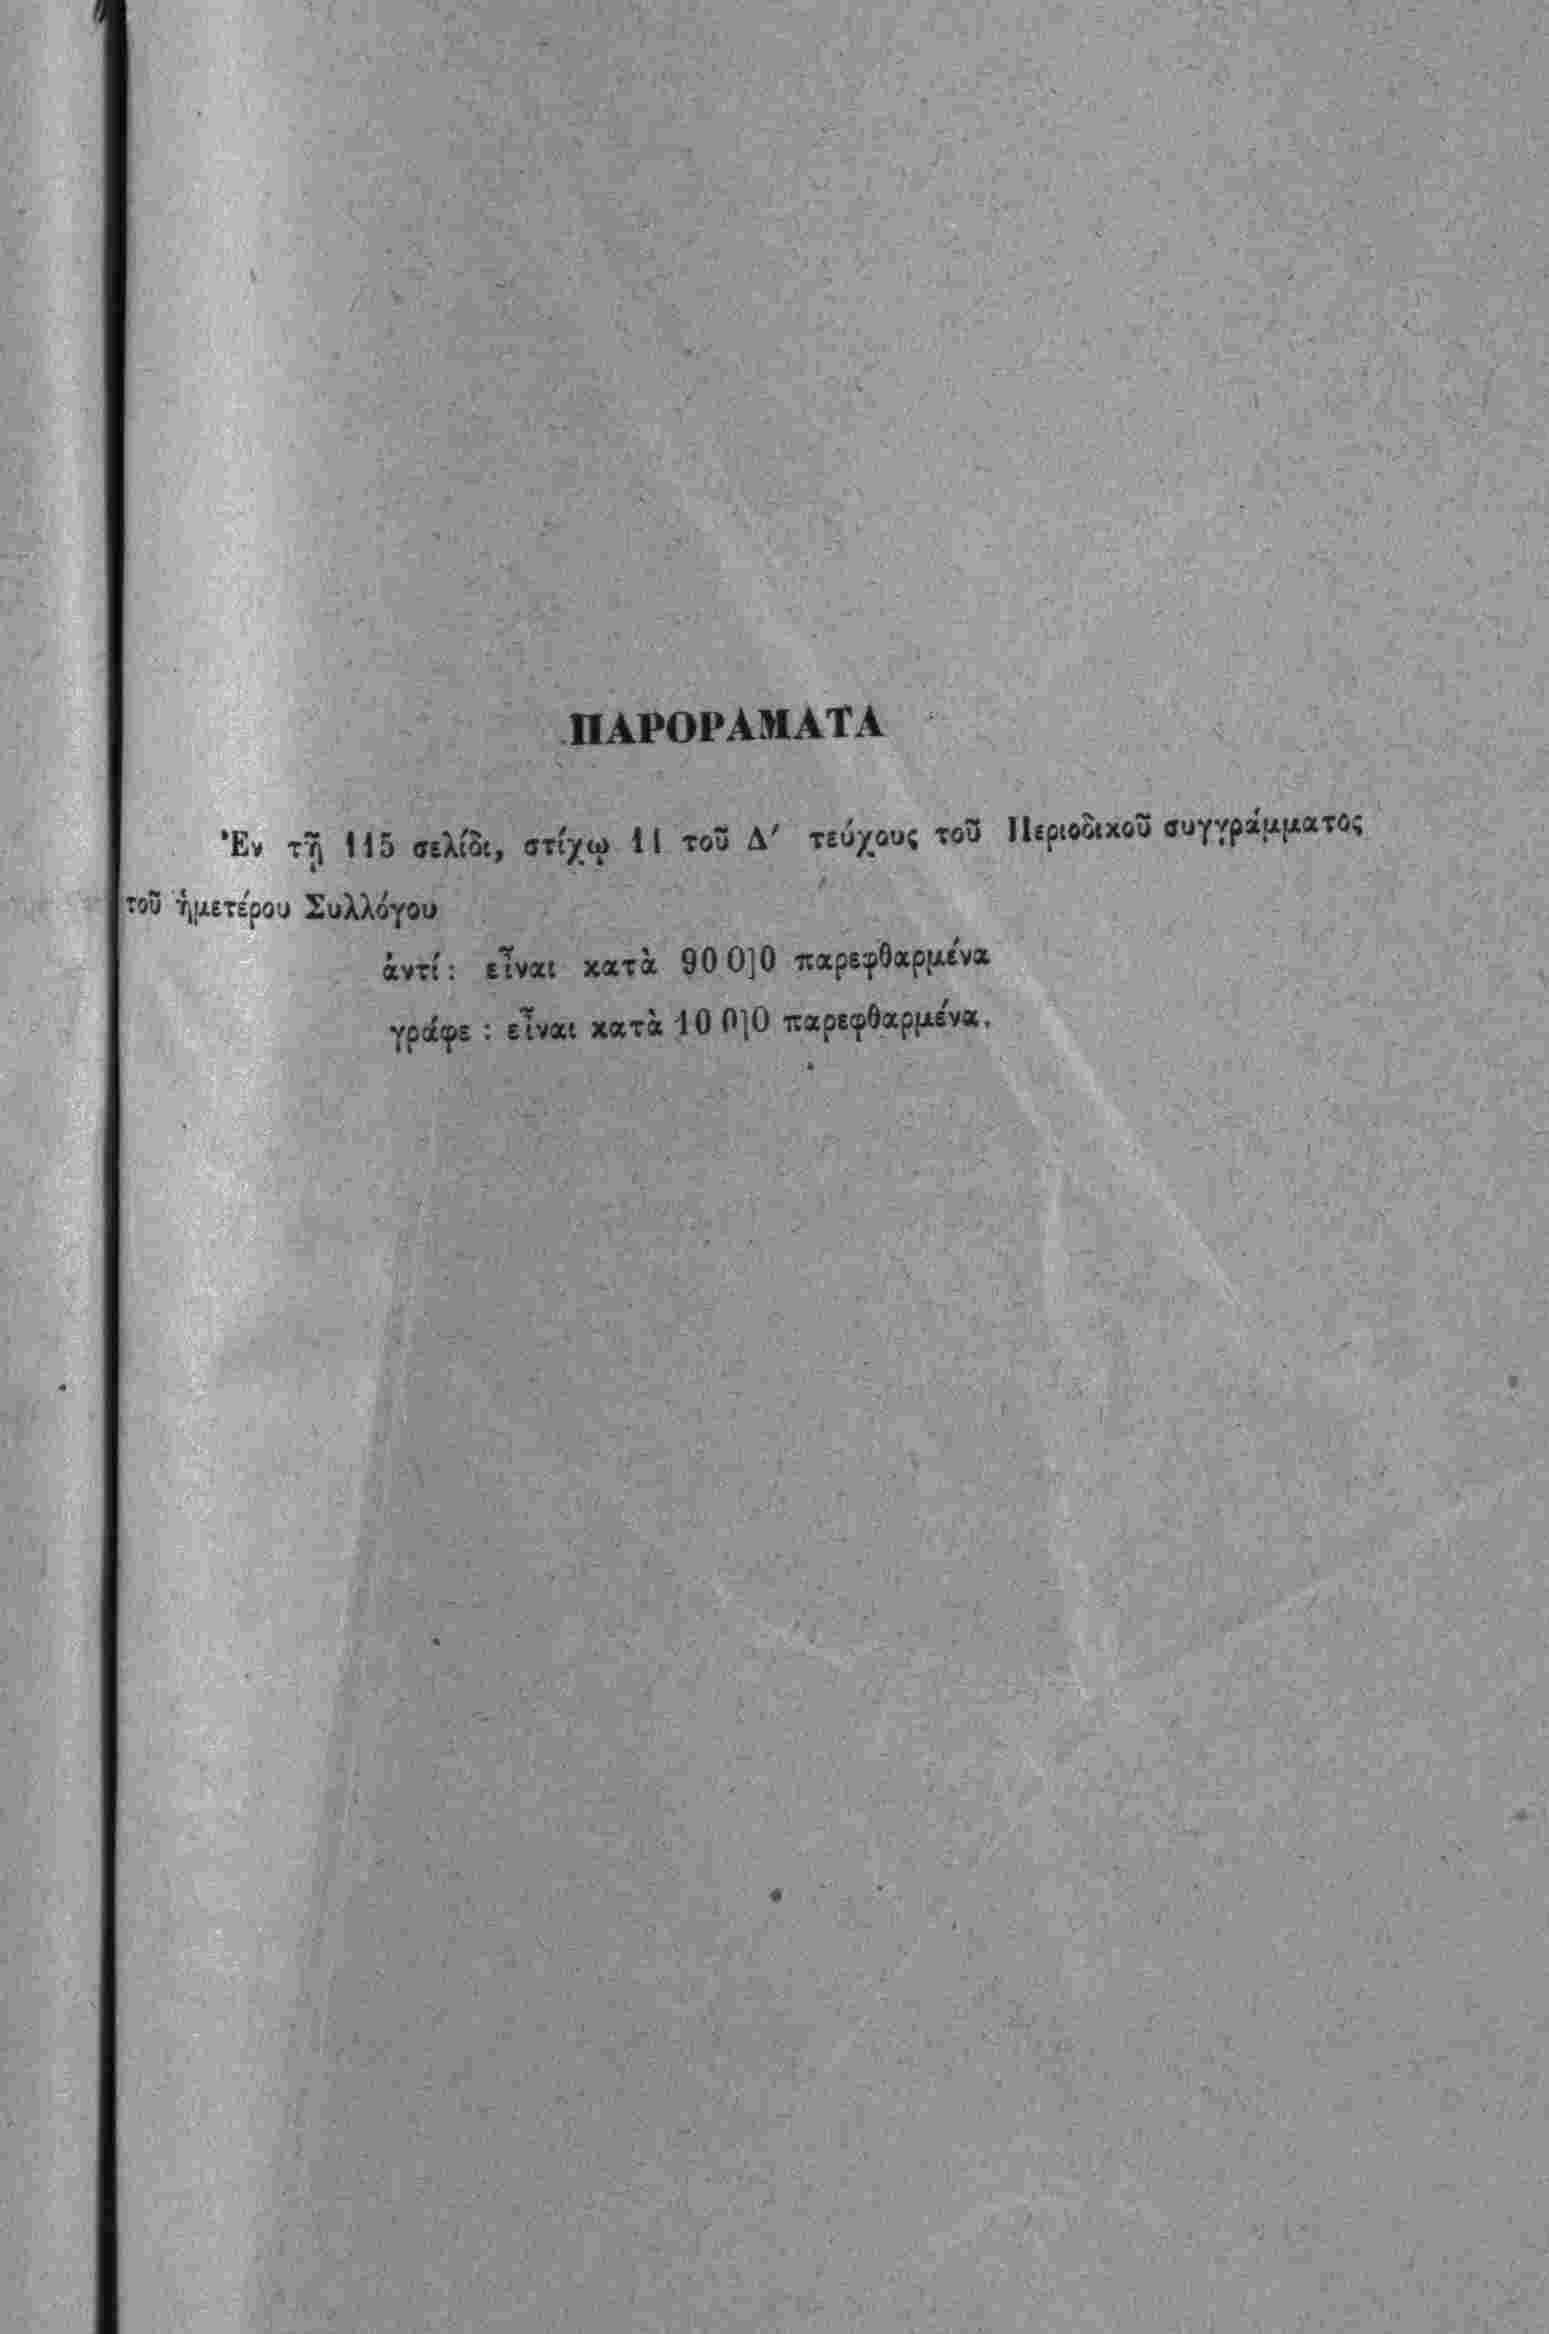 ΠΑΡΟΡΑΜΑΤΑ
Ἐν τῇ 115 σελίδι, στίχῳ 11 τοῦ Δ΄ τεύχους τοῦ Περιοδικοῦ συγγράμματος
τοῦ ἡμετέρου Συλλόγου
ἀντί : εἶναι κατὰ 90 0]0 παρεφθαρμένα
γράφε : εἶναι κατὰ 10 0]0 παρεφθαρμένα.